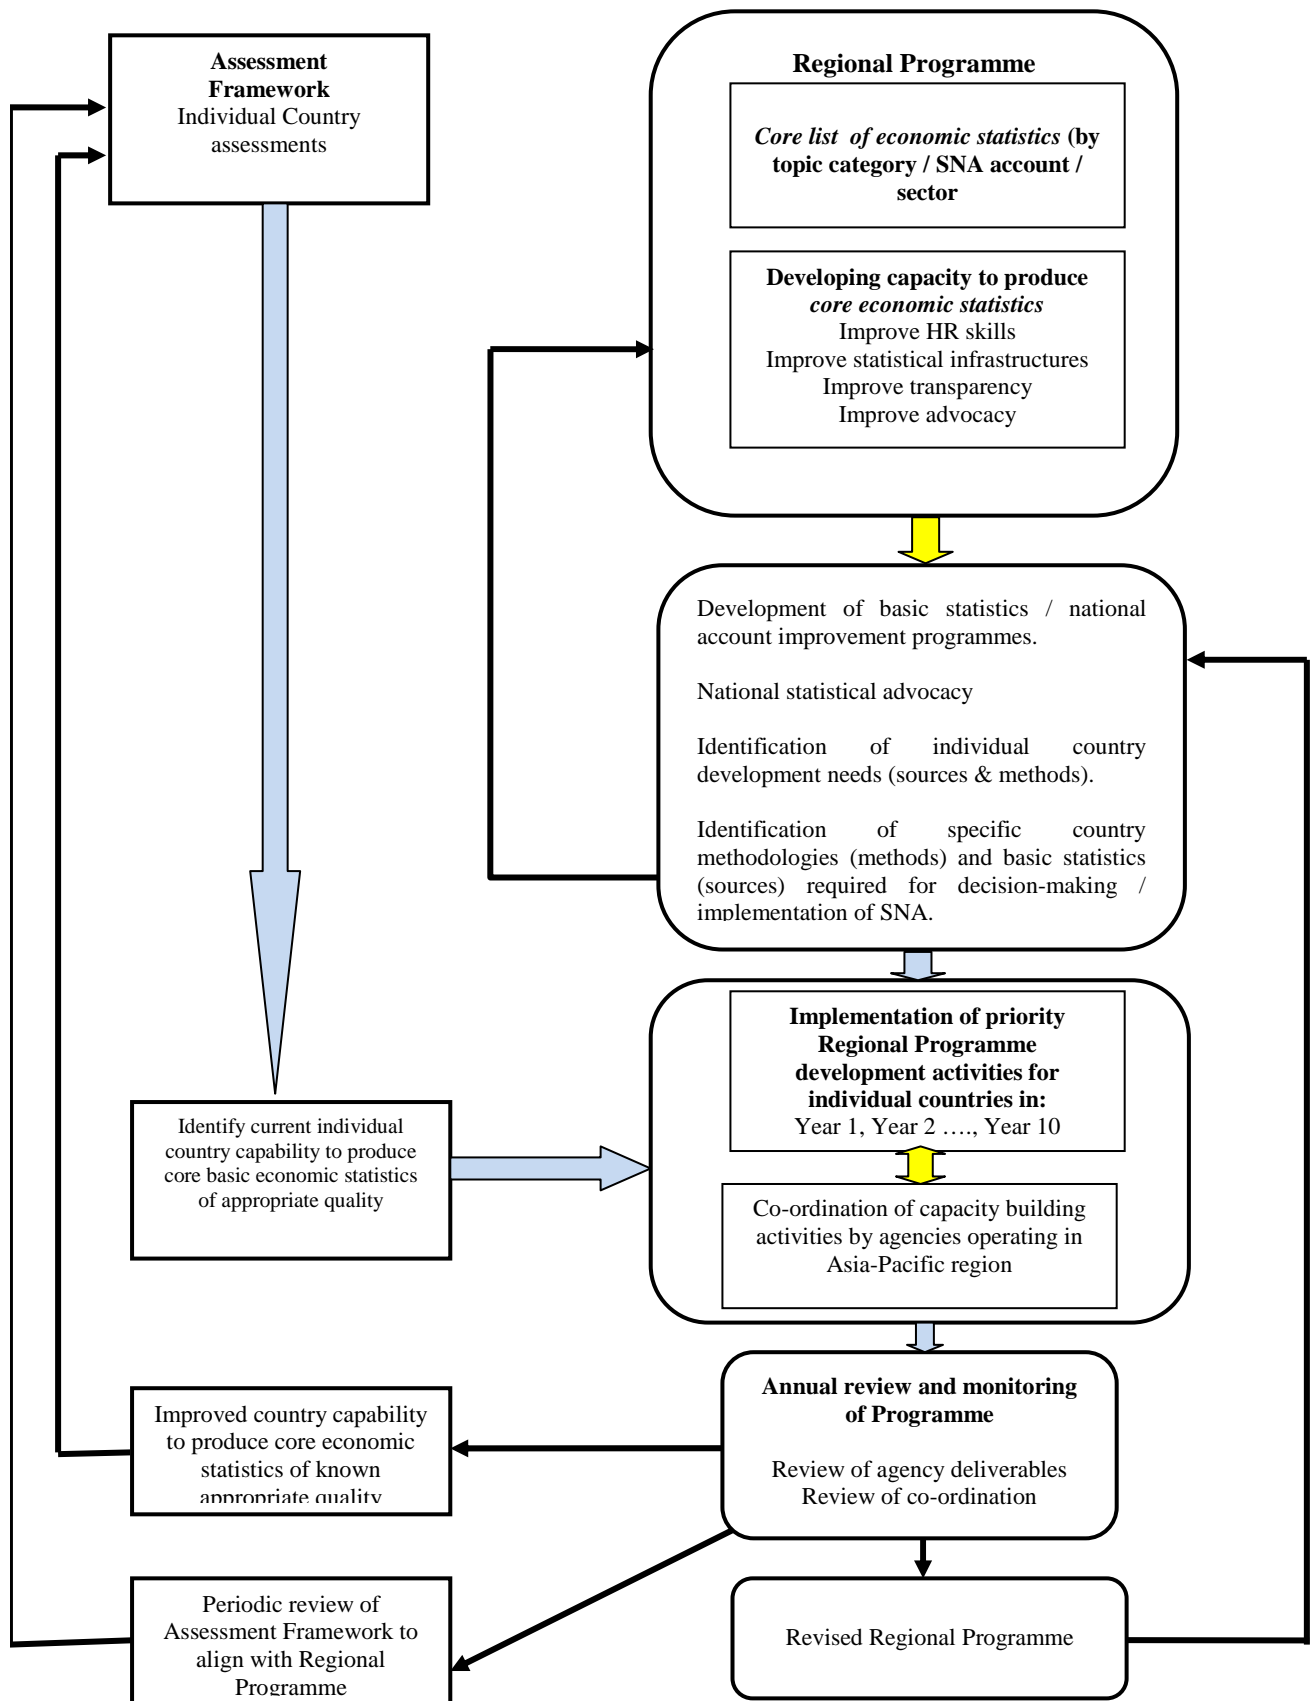 Assessment
Framework
Individual Country
assessments
Regional Programme
Core list of economic statistics (by
topic category / SNA account /
sector
Developing capacity to produce
core economic statistics
Improve HR skills
Improve statistical infrastructures
Improve transparency
Improve advocacy
Development of basic statistics / national
account improvement programmes.
National statistical advocacy
Identification of individual country
development needs (sources & methods).
Identification of specific country
methodologies (methods) and basic statistics
(sources) required for decision-making /
implementation of SNA.
Implementation of priority
Regional Programme
development activities for
individual countries in:
Year 1, Year 2 …., Year 10
Identify current individual
country capability to produce
core basic economic statistics
of appropriate quality
Co-ordination of capacity building
activities by agencies operating in
Asia-Pacific region
Annual review and monitoring
of Programme
Review of agency deliverables
Review of co-ordination
Improved country capability
to produce core economic
statistics of known
appropriate quality
Periodic review of
Assessment Framework to
align with Regional
Programme
Revised Regional Programme